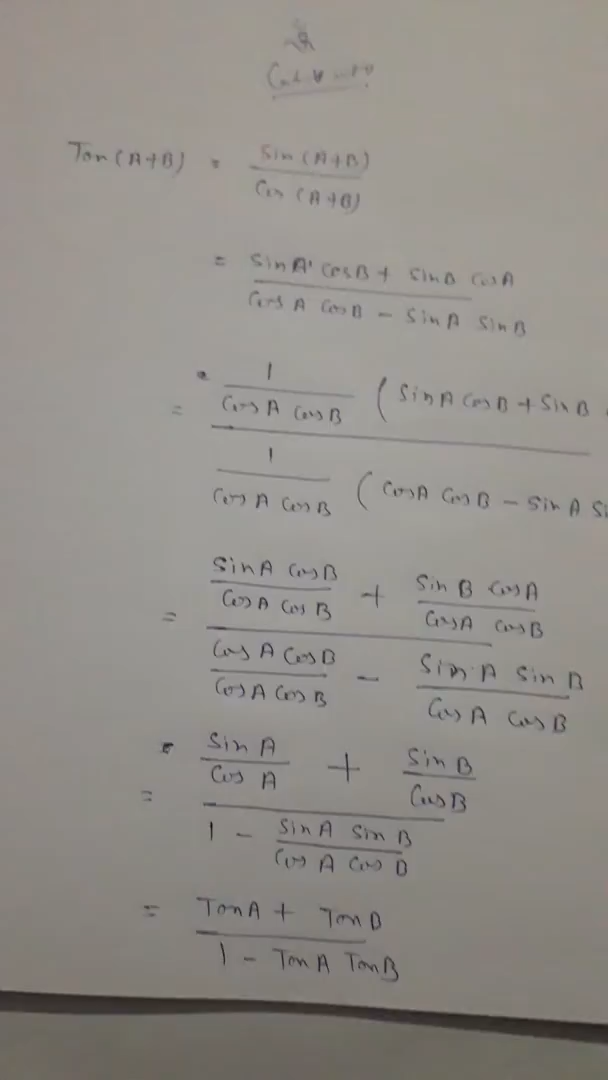 Tan(A+B) = Sin(A+B) / Cos(A+B)
= SinA CosB + SinB CosA / CosA CosB - SinA SinB
= 1 / CosA CosB (SinA CosB + SinB / 1 / CosA CosB (CosA CosB - SinA
= SinA CosB / CosA CosB + SinB CosA / CosA CosB / CosA CosB / CosA CosB - SinA SinB / CosA CosB
= SinA / CosA + SinB / CosB / 1 - SinA SinB / CosA CosB
= TanA + TanB / 1 - TanA TanB